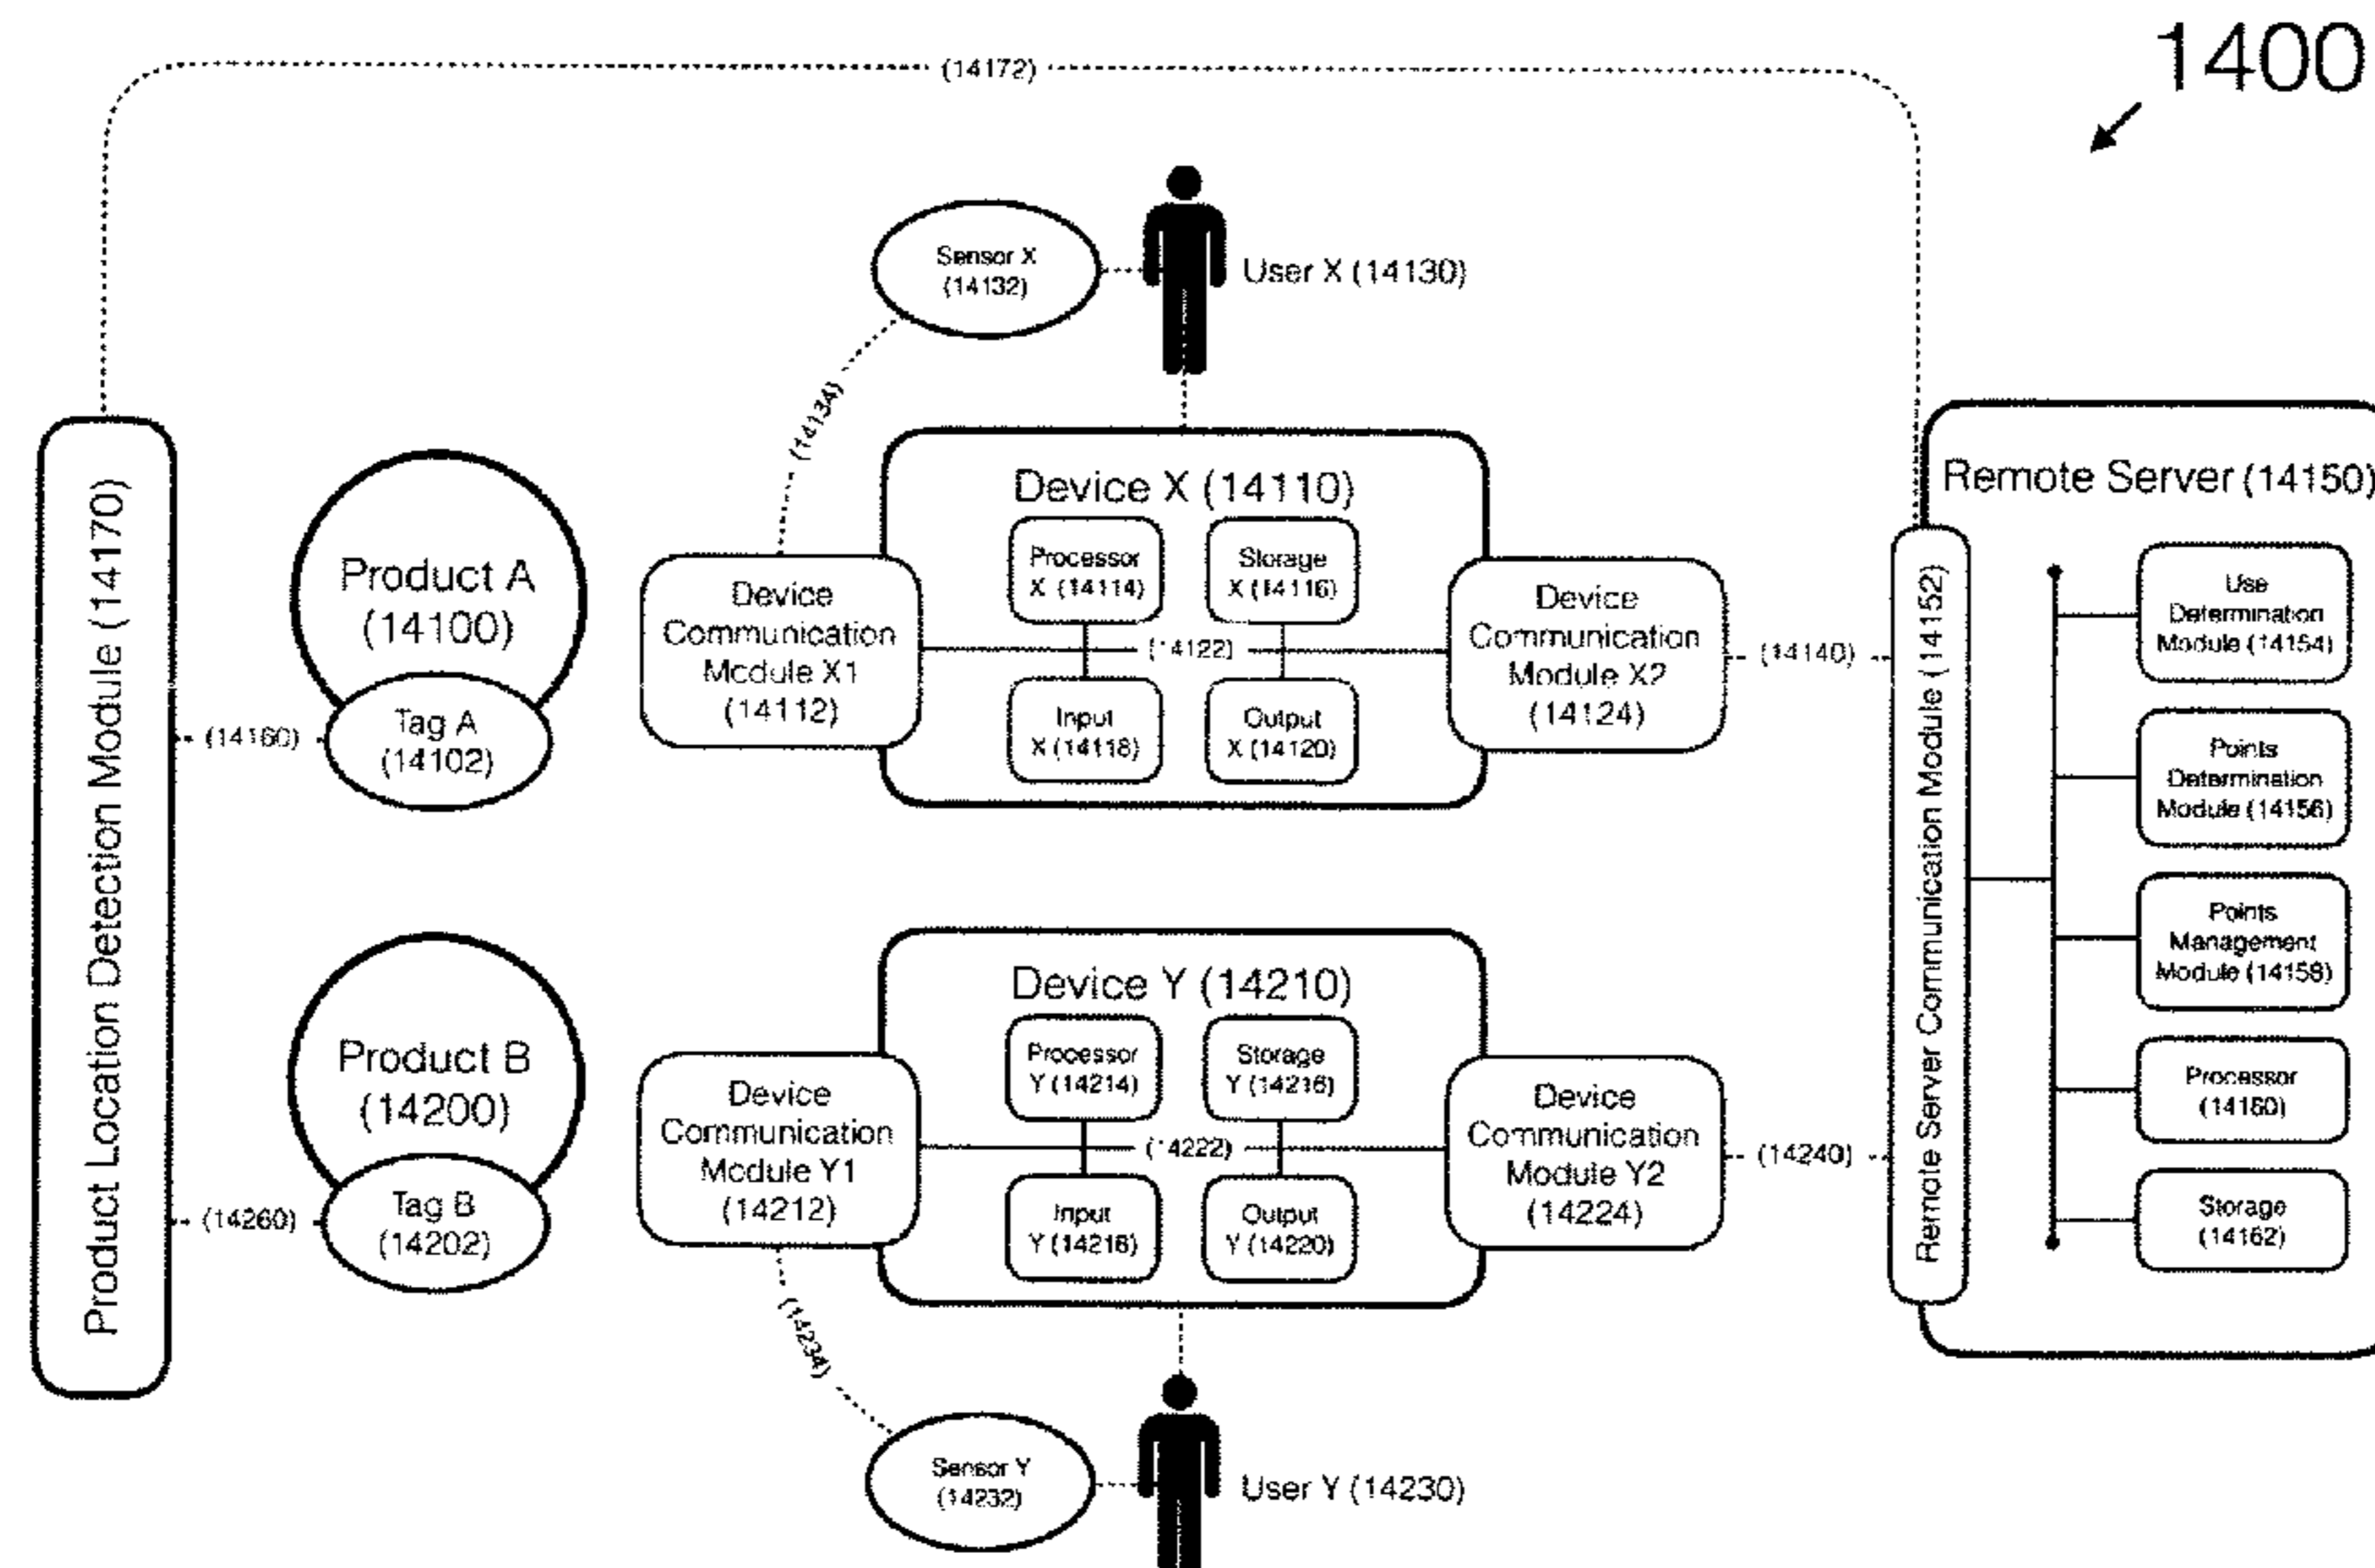 1400
(14172)
Sensor X
(14132)
User X (14130)
(14134)
Product Location Detection Module (14170)
Product A
(14100)
Tag A
(14102)
(14160)
Device X (14110)
Processor
X (14114)
Storage
X (14116)
(14122)
Input
X (14118)
Output
X (14120)
Device
Communication
Module X1
(14112)
Device
Communication
Module X2
(14124)
(14140)
Remote Server (14150)
Remote Server Communication Module (14152)
Use
Determination
Module (14154)
Points
Determination
Module (14156)
Points
Management
Module (14158)
Processor
(14160)
Storage
(14162)
Product B
(14200)
Tag B
(14202)
(14260)
Device Y (14210)
Processor
Y (14214)
Storage
Y (14216)
(14222)
Input
Y (14218)
Output
Y (14220)
Device
Communication
Module Y1
(14212)
Device
Communication
Module Y2
(14224)
(14240)
(14234)
Sensor Y
(14232)
User Y (14230)